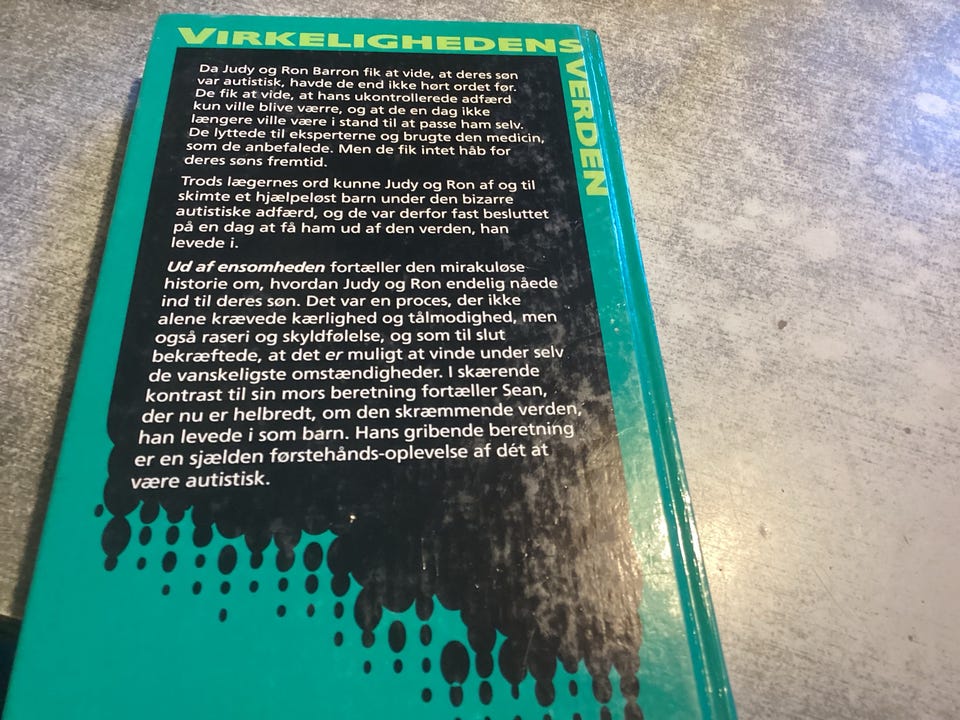 VIRKELIGHEDENS
VERDEN
Da Judy og Ron Barron fik at vide, at deres søn
var autistisk, havde de end ikke hørt ordet før.
De fik at vide, at hans ukontrollerede adfærd
kun ville blive værre, og at de en dag ikke
længere ville være i stand til at passe ham selv.
De lyttede til eksperterne og brugte den medicin,
som de anbefalede. Men de fik intet håb for
deres søns fremtid.
Trods lægernes ord kunne Judy og Ron af og til
skimte et hjælpeløst barn under den bizarre
autistiske adfærd, og de var derfor fast besluttet
på en dag at få ham ud af den verden, han
levede i.
Ud af ensomheden fortæller den mirakuløse
historie om, hvordan Judy og Ron endelig nåede
ind til deres søn. Det var en proces, der ikke
alene krævede kærlighed og tålmodighed, men
også raseri og skyldfølelse, og som til slut
bekræftede, at det er muligt at vinde under selv
de vanskeligste omstændigheder. I skærende
kontrast til sin mors beretning fortæller Sean,
der nu er helbredt, om den skræmmende verden,
han levede i som barn. Hans gribende beretning
er en sjælden førstehånds-oplevelse af dét at
være autistisk.